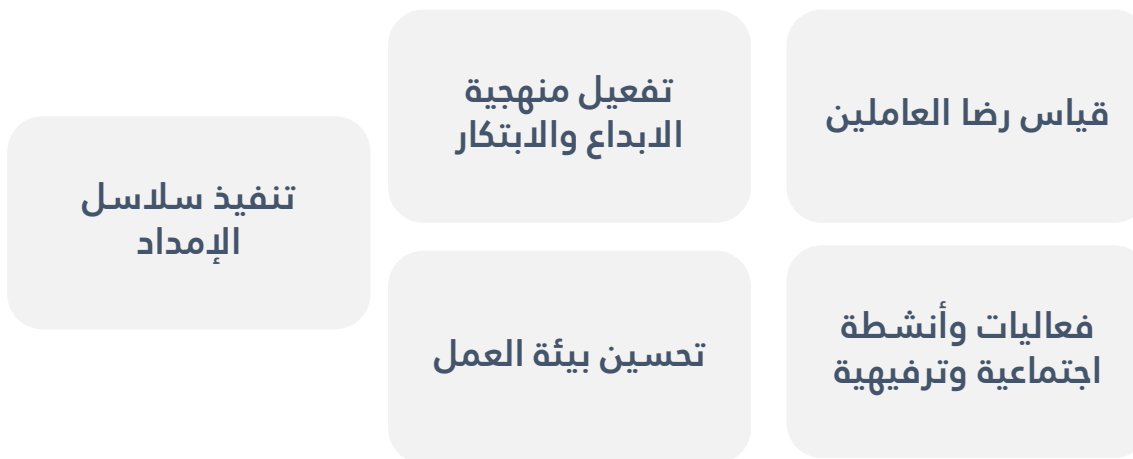 قياس رضا العاملين
تفعيل منهجية
الابداع والابتكار
فعاليات وأنشطة
اجتماعية وترفيهية
تحسين بيئة العمل
تنفيذ سلاسل
الإمداد